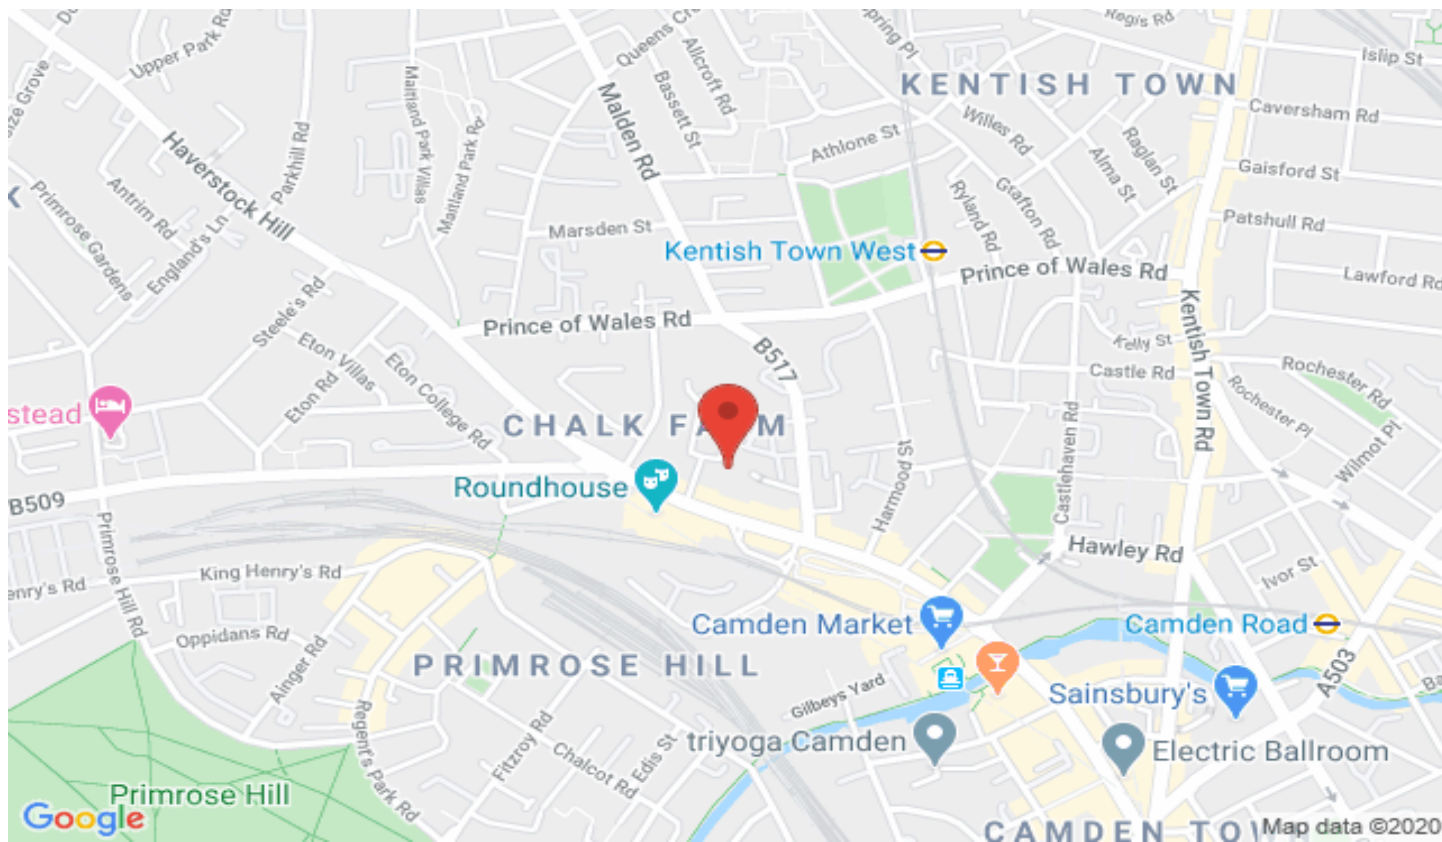 Regis Rd
Spring Pl
Queens Cre
Allcroft Rd
Upper Park Rd
Islip St
size Grove
Bassett St
Maitland Park Villas
Malden Rd
KENTISH TOWN
Caversham Rd
Willes Rd
Raglan St
Maitland Park Rd
Parkhill Rd
Athlone St
Haverstock Hill
Alma St
Gaisford St
K
Primrose Gardens
Antrim Rd
England's Ln
Ryland Rd
Grafton Rd
Marsden St
Patshull Rd
Kentish Town West
Prince of Wales Rd
Lawford Rd
Steele's Rd
Prince of Wales Rd
Kelly St
Kentish Town Rd
Eton Villas
B517
Castle Rd
Rochester Rd
Eton College Rd
Eton Rd
Rochester Pl
stead
CHALK FARM
Wilmot Pl
Harmood St
Castlehaven Rd
Roundhouse
B509
Primrose Hill Rd
Hawley Rd
King Henry's Rd
enry's Rd
Ivor St
Oppidans Rd
Camden Market
Camden Road
PRIMROSE HILL
Ainger Rd
A503
Ba
Gilbeys Yard
Sainsbury's
Regent's Park Rd
Fitzroy Rd
Chalcot Rd
Edis St
triyoga Camden
Electric Ballroom
Primrose Hill
Google
CAMDEN TOW
Map data ©2020